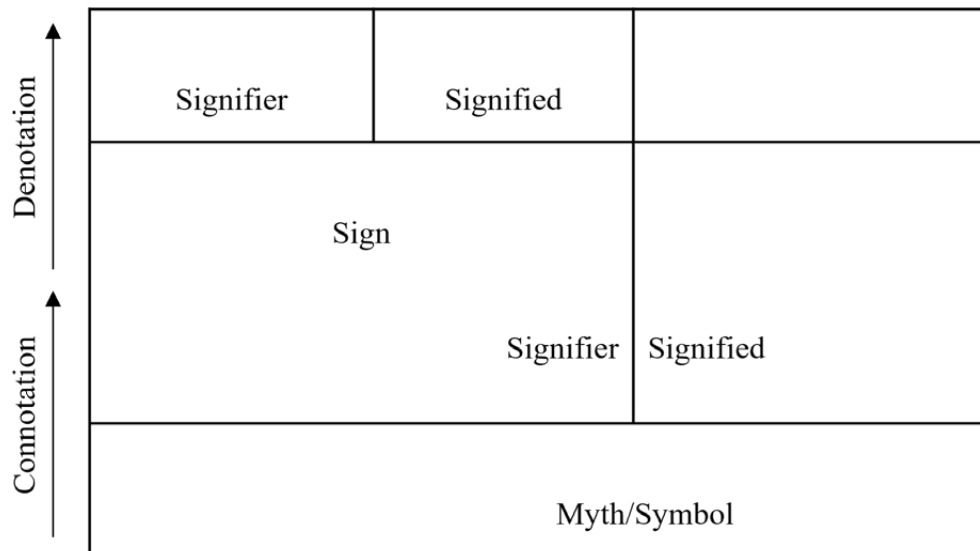 Denotation
Connotation
Signifier
Signified
Sign
Signifier
Signified
Myth/Symbol